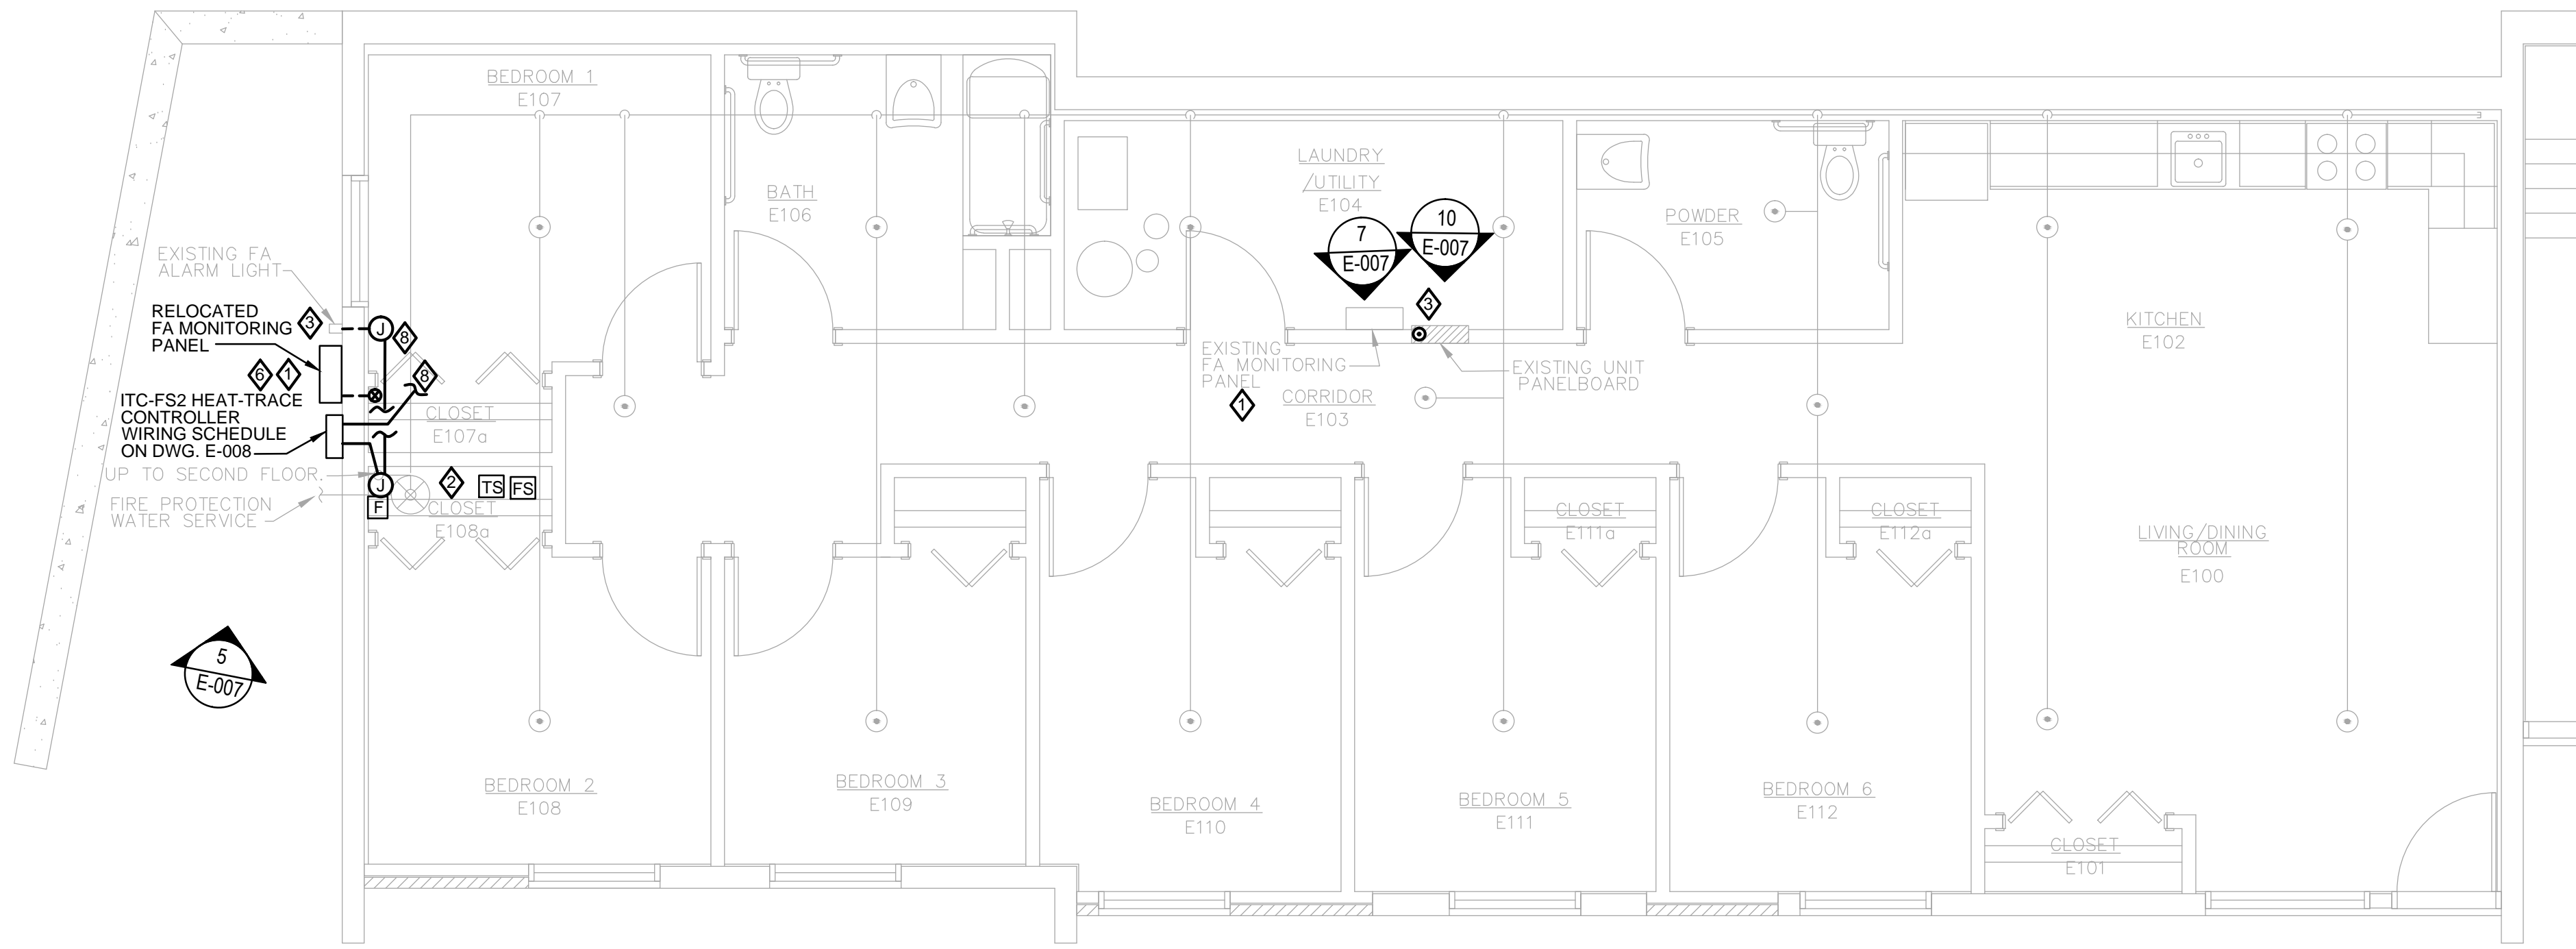 BEDROOM 1
E107
BATH
E106
LAUNDRY
/UTILITY
E104
7
E-007
10
E-007
3
POWDER
E105
KITCHEN
E102
EXISTING FA
ALARM LIGHT
RELOCATED
FA MONITORING
PANEL
3
J
8
6
1
8
ITC-FS2 HEAT-TRACE
CONTROLLER
WIRING SCHEDULE
ON DWG. E-008
CLOSET
E107a
UP TO SECOND FLOOR.
FIRE PROTECTION
WATER SERVICE
J
F
2
TS
FS
CLOSET
E108a
EXISTING
FA MONITORING
PANEL
1
CORRIDOR
E103
EXISTING UNIT
PANELBOARD
CLOSET
E111a
CLOSET
E112a
LIVING/DINING
ROOM
E100
5
E-007
BEDROOM 2
E108
BEDROOM 3
E109
BEDROOM 4
E110
BEDROOM 5
E111
BEDROOM 6
E112
CLOSET
E101